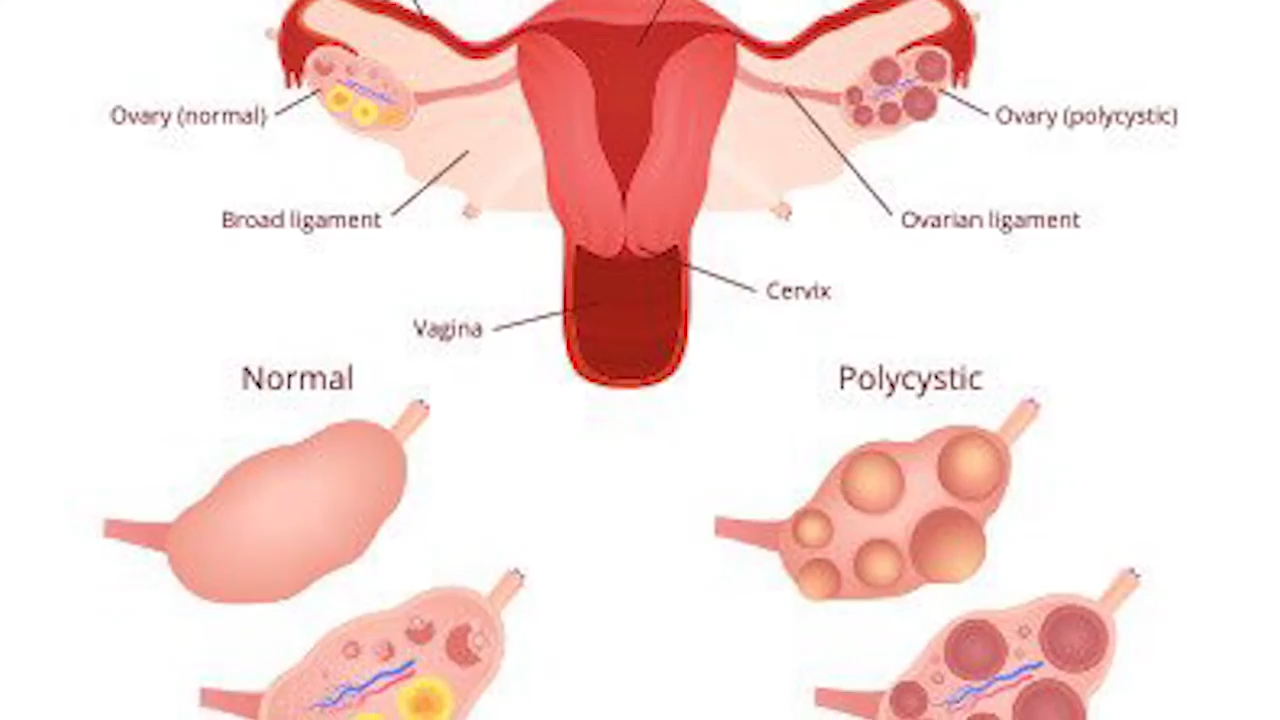 Ovary (normal)
Ovary (polycystic)
Broad ligament
Ovarian ligament
Cervix
Vagina
Normal
Polycystic